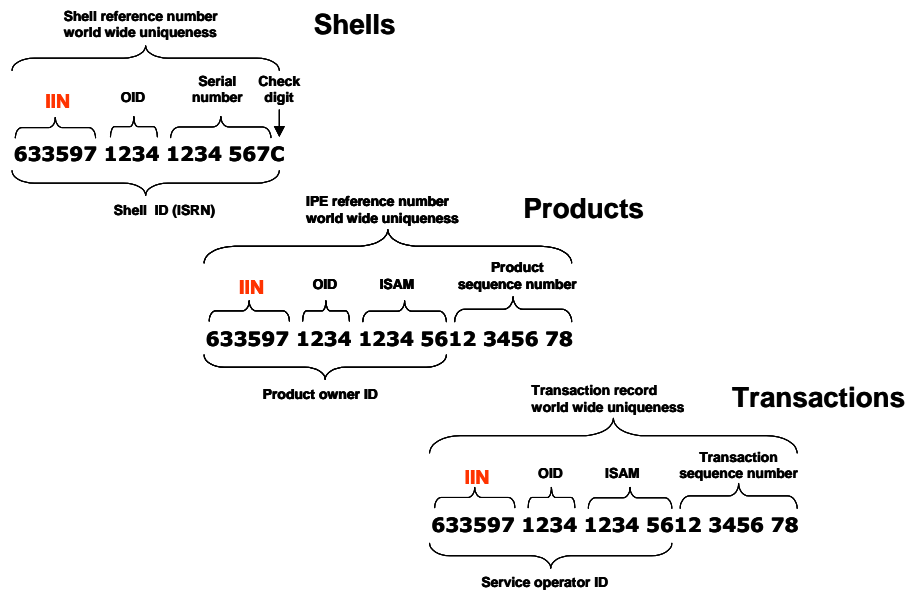 Shell reference number
world wide uniqueness
Shells
IIN
OID
Serial
number
Check
digit
633597 1234 1234 567C
Shell ID (ISRN)
IPE reference number
world wide uniqueness
Products
IIN
OID
ISAM
Product
sequence number
633597 1234 1234 5612 3456 78
Product owner ID
Transaction record
world wide uniqueness
Transactions
IIN
OID
ISAM
Transaction
sequence number
633597 1234 1234 5612 3456 78
Service operator ID